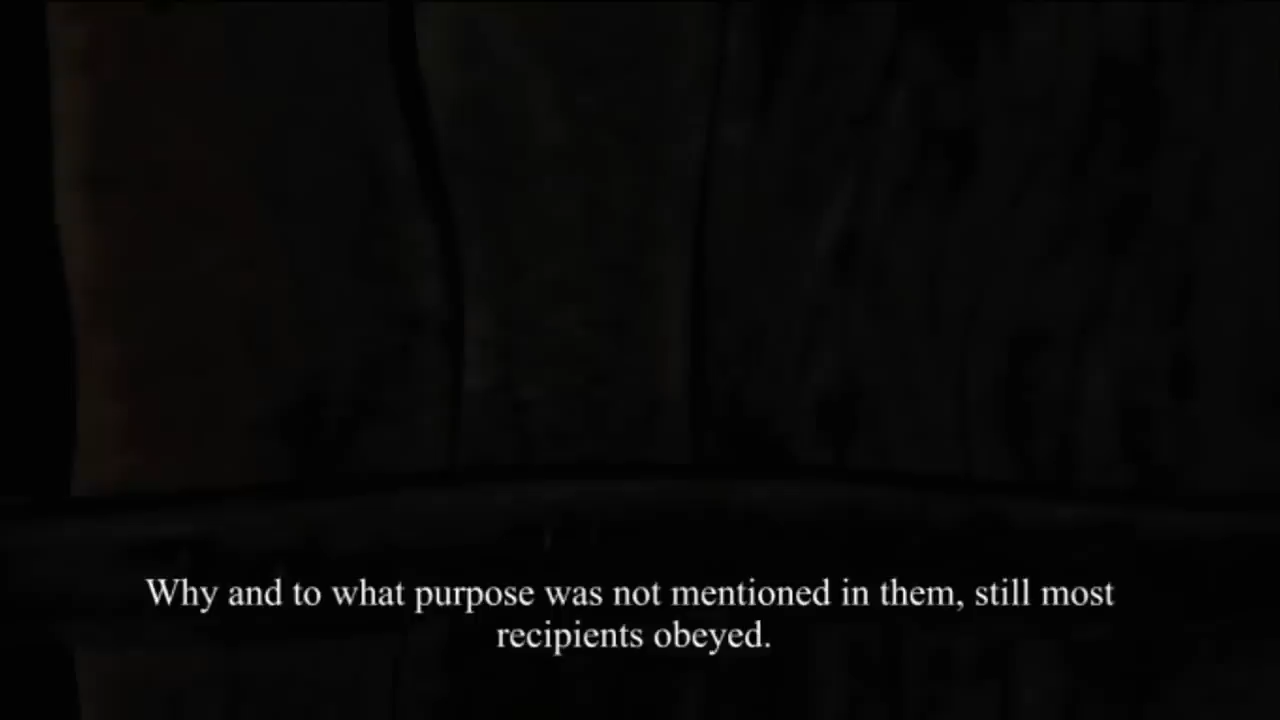 Why and to what purpose was not mentioned in them, still most
recipients obeyed.